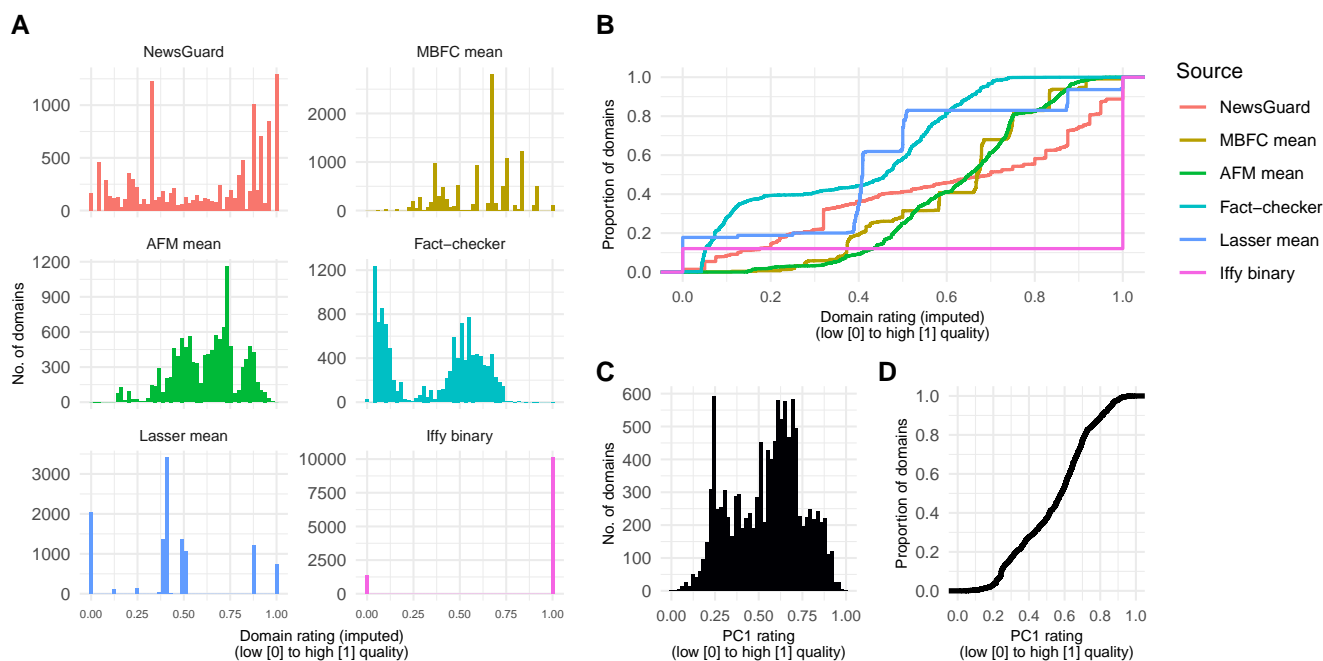 A
NewsGuard
MBFC mean
1000
500
0
2000
1000
0
AFM mean
Fact−checker
No. of domains
1200
900
600
300
0
1200
800
400
0
Lasser mean
Iffy binary
3000
2000
1000
0
10000
7500
5000
2500
0
0.00 0.25 0.50 0.75 1.00
0.00 0.25 0.50 0.75 1.00
Domain rating (imputed)
(low [0] to high [1] quality)
B
Proportion of domains
1.0
0.8
0.6
0.4
0.2
0.0
0.0 0.2 0.4 0.6 0.8 1.0
Domain rating (imputed)
(low [0] to high [1] quality)
Source
NewsGuard
MBFC mean
AFM mean
Fact−checker
Lasser mean
Iffy binary
C
No. of domains
600
500
400
300
200
100
0
0.00 0.25 0.50 0.75 1.00
PC1 rating
(low [0] to high [1] quality)
D
Proportion of domains
1.0
0.8
0.6
0.4
0.2
0.0
0.0 0.2 0.4 0.6 0.8 1.0
PC1 rating
(low [0] to high [1] quality)